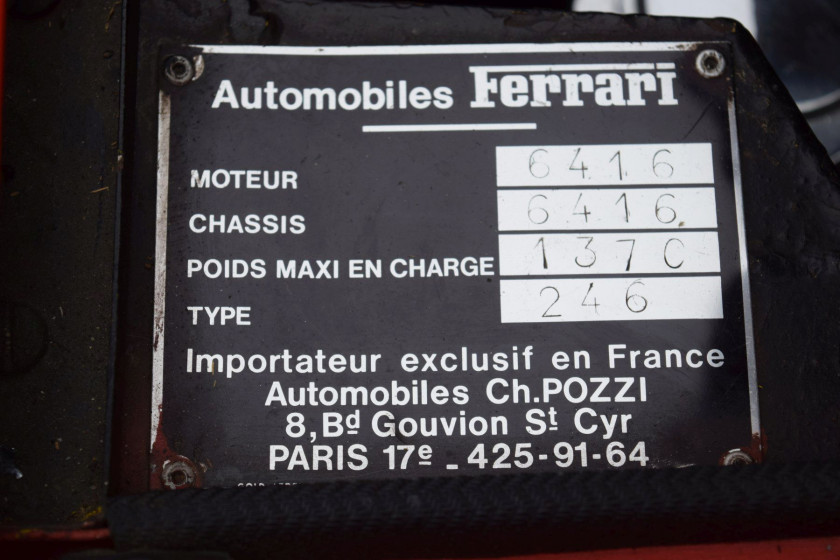 Automobiles Ferrari
MOTEUR 6416
CHASSIS 6416
POIDS MAXI EN CHARGE 1370
TYPE 246
Importateur exclusif en France
Automobiles Ch.POZZI
8,Bd Gouvion St Cyr
PARIS 17e - 425-91-64